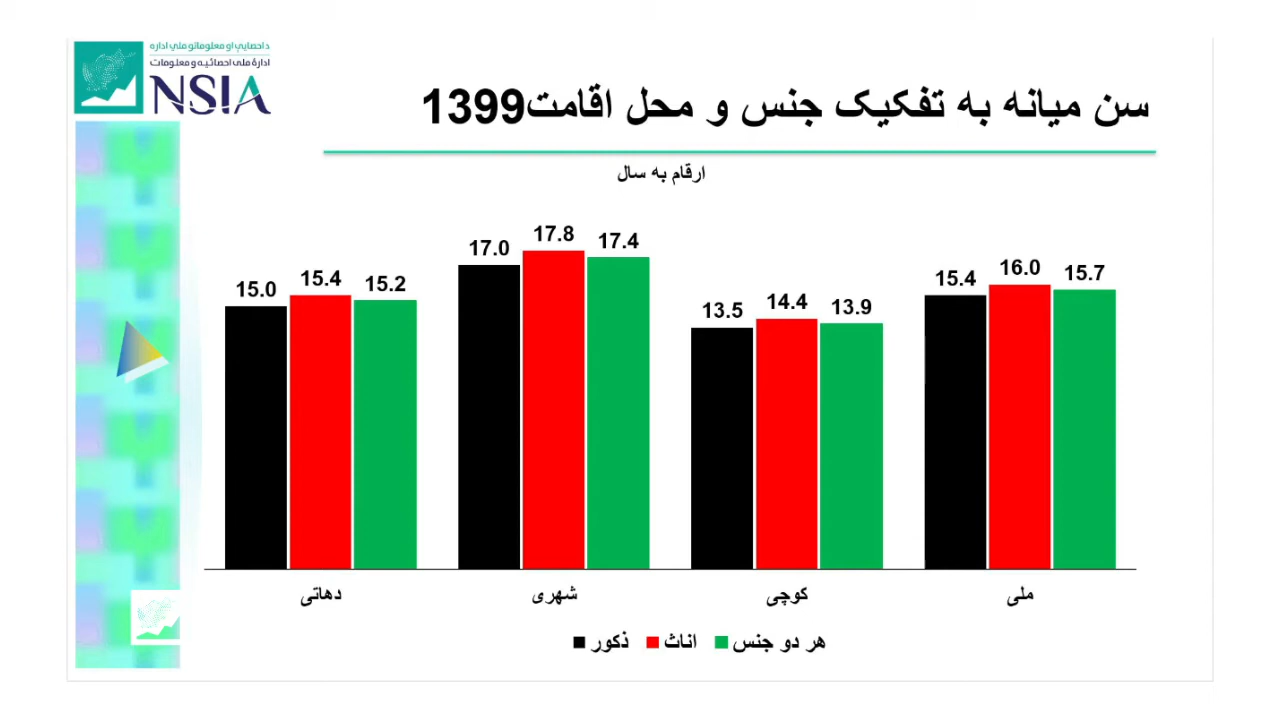 د احصایې او معلوماتو ملي اداره
ادارۀ ملی احصائیه و معلومات
NSIA
سن میانه به تفکیک جنس و محل اقامت1399
ارقام به سال
15.0 15.4 15.2
17.0 17.8 17.4
13.5 14.4 13.9
15.4 16.0 15.7
دهاتی شهری کوچی ملی
ذکور اناث هر دو جنس